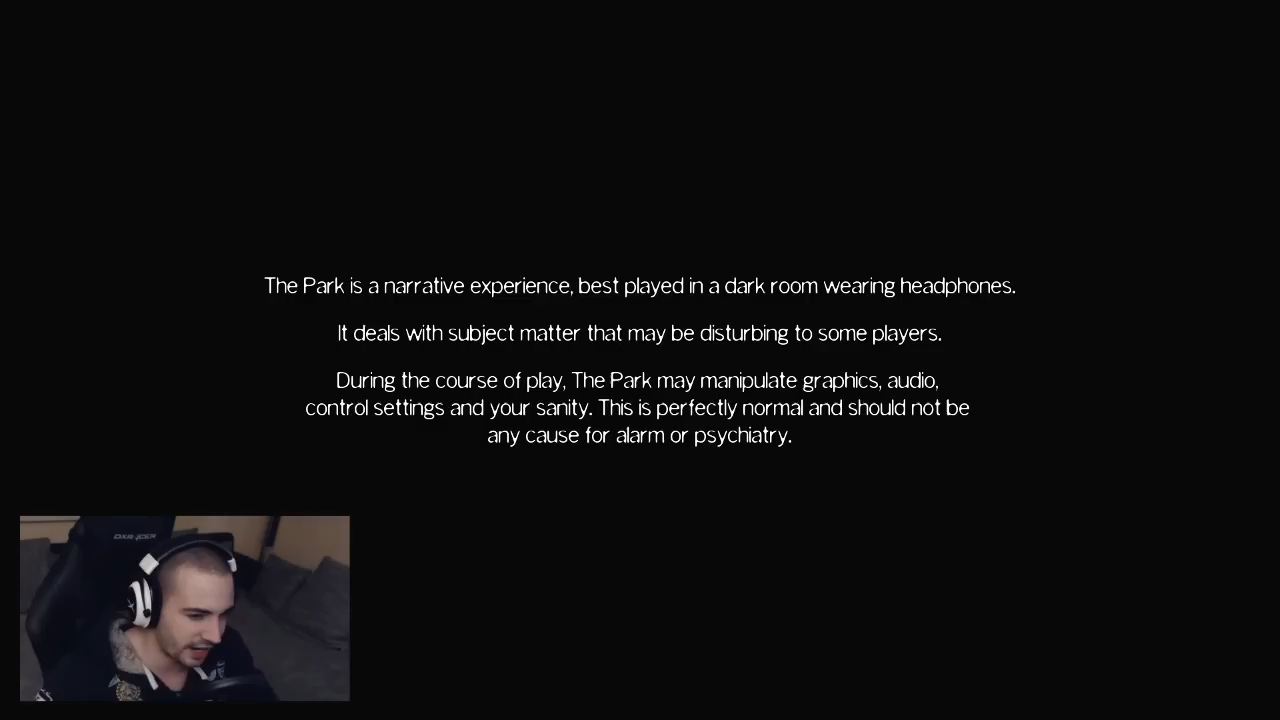 The Park is a narrative experience, best played in a dark room wearing headphones.
It deals with subject matter that may be disturbing to some players.
During the course of play, The Park may manipulate graphics, audio,
control settings and your sanity. This is perfectly normal and should not be
any cause for alarm or psychiatry.
DXRACER